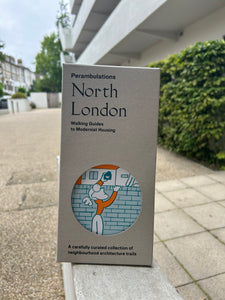 Perambulations
North
London
Walking Guides
to Modernist Housing
A carefully curated collection of
neighbourhood architecture trails